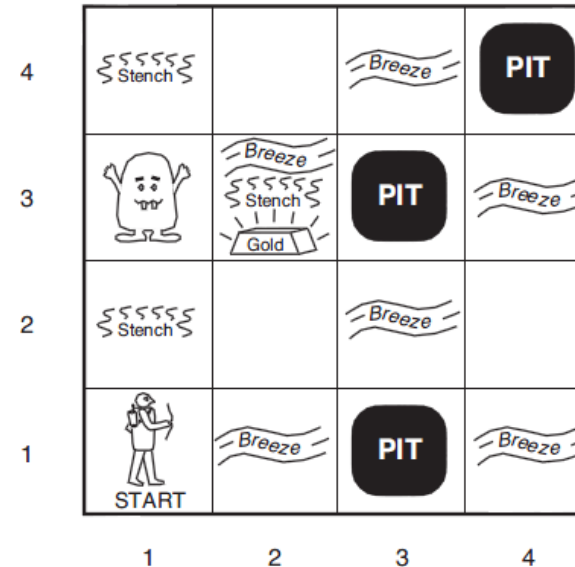 4 Stench Breeze PIT
Breeze
3 Stench PIT Breeze
Gold
2 Stench Breeze
1 Breeze PIT Breeze
START
1 2 3 4